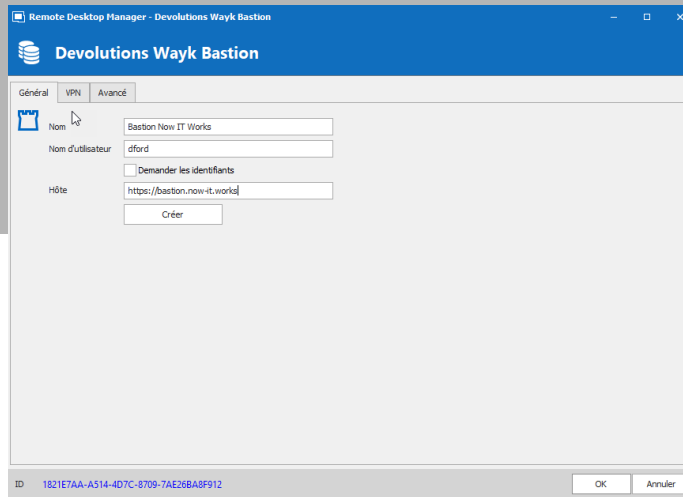 Remote Desktop Manager - Devolutions Wayk Bastion
Devolutions Wayk Bastion
Général VPN Avancé
Nom Bastion Now IT Works
Nom d'utilisateur dford
Demander les identifiants
Hôte https://bastion.now-it.works
Créer
ID 1821E7AA-A514-4D7C-8709-7AE26BA8F912 OK Annuler